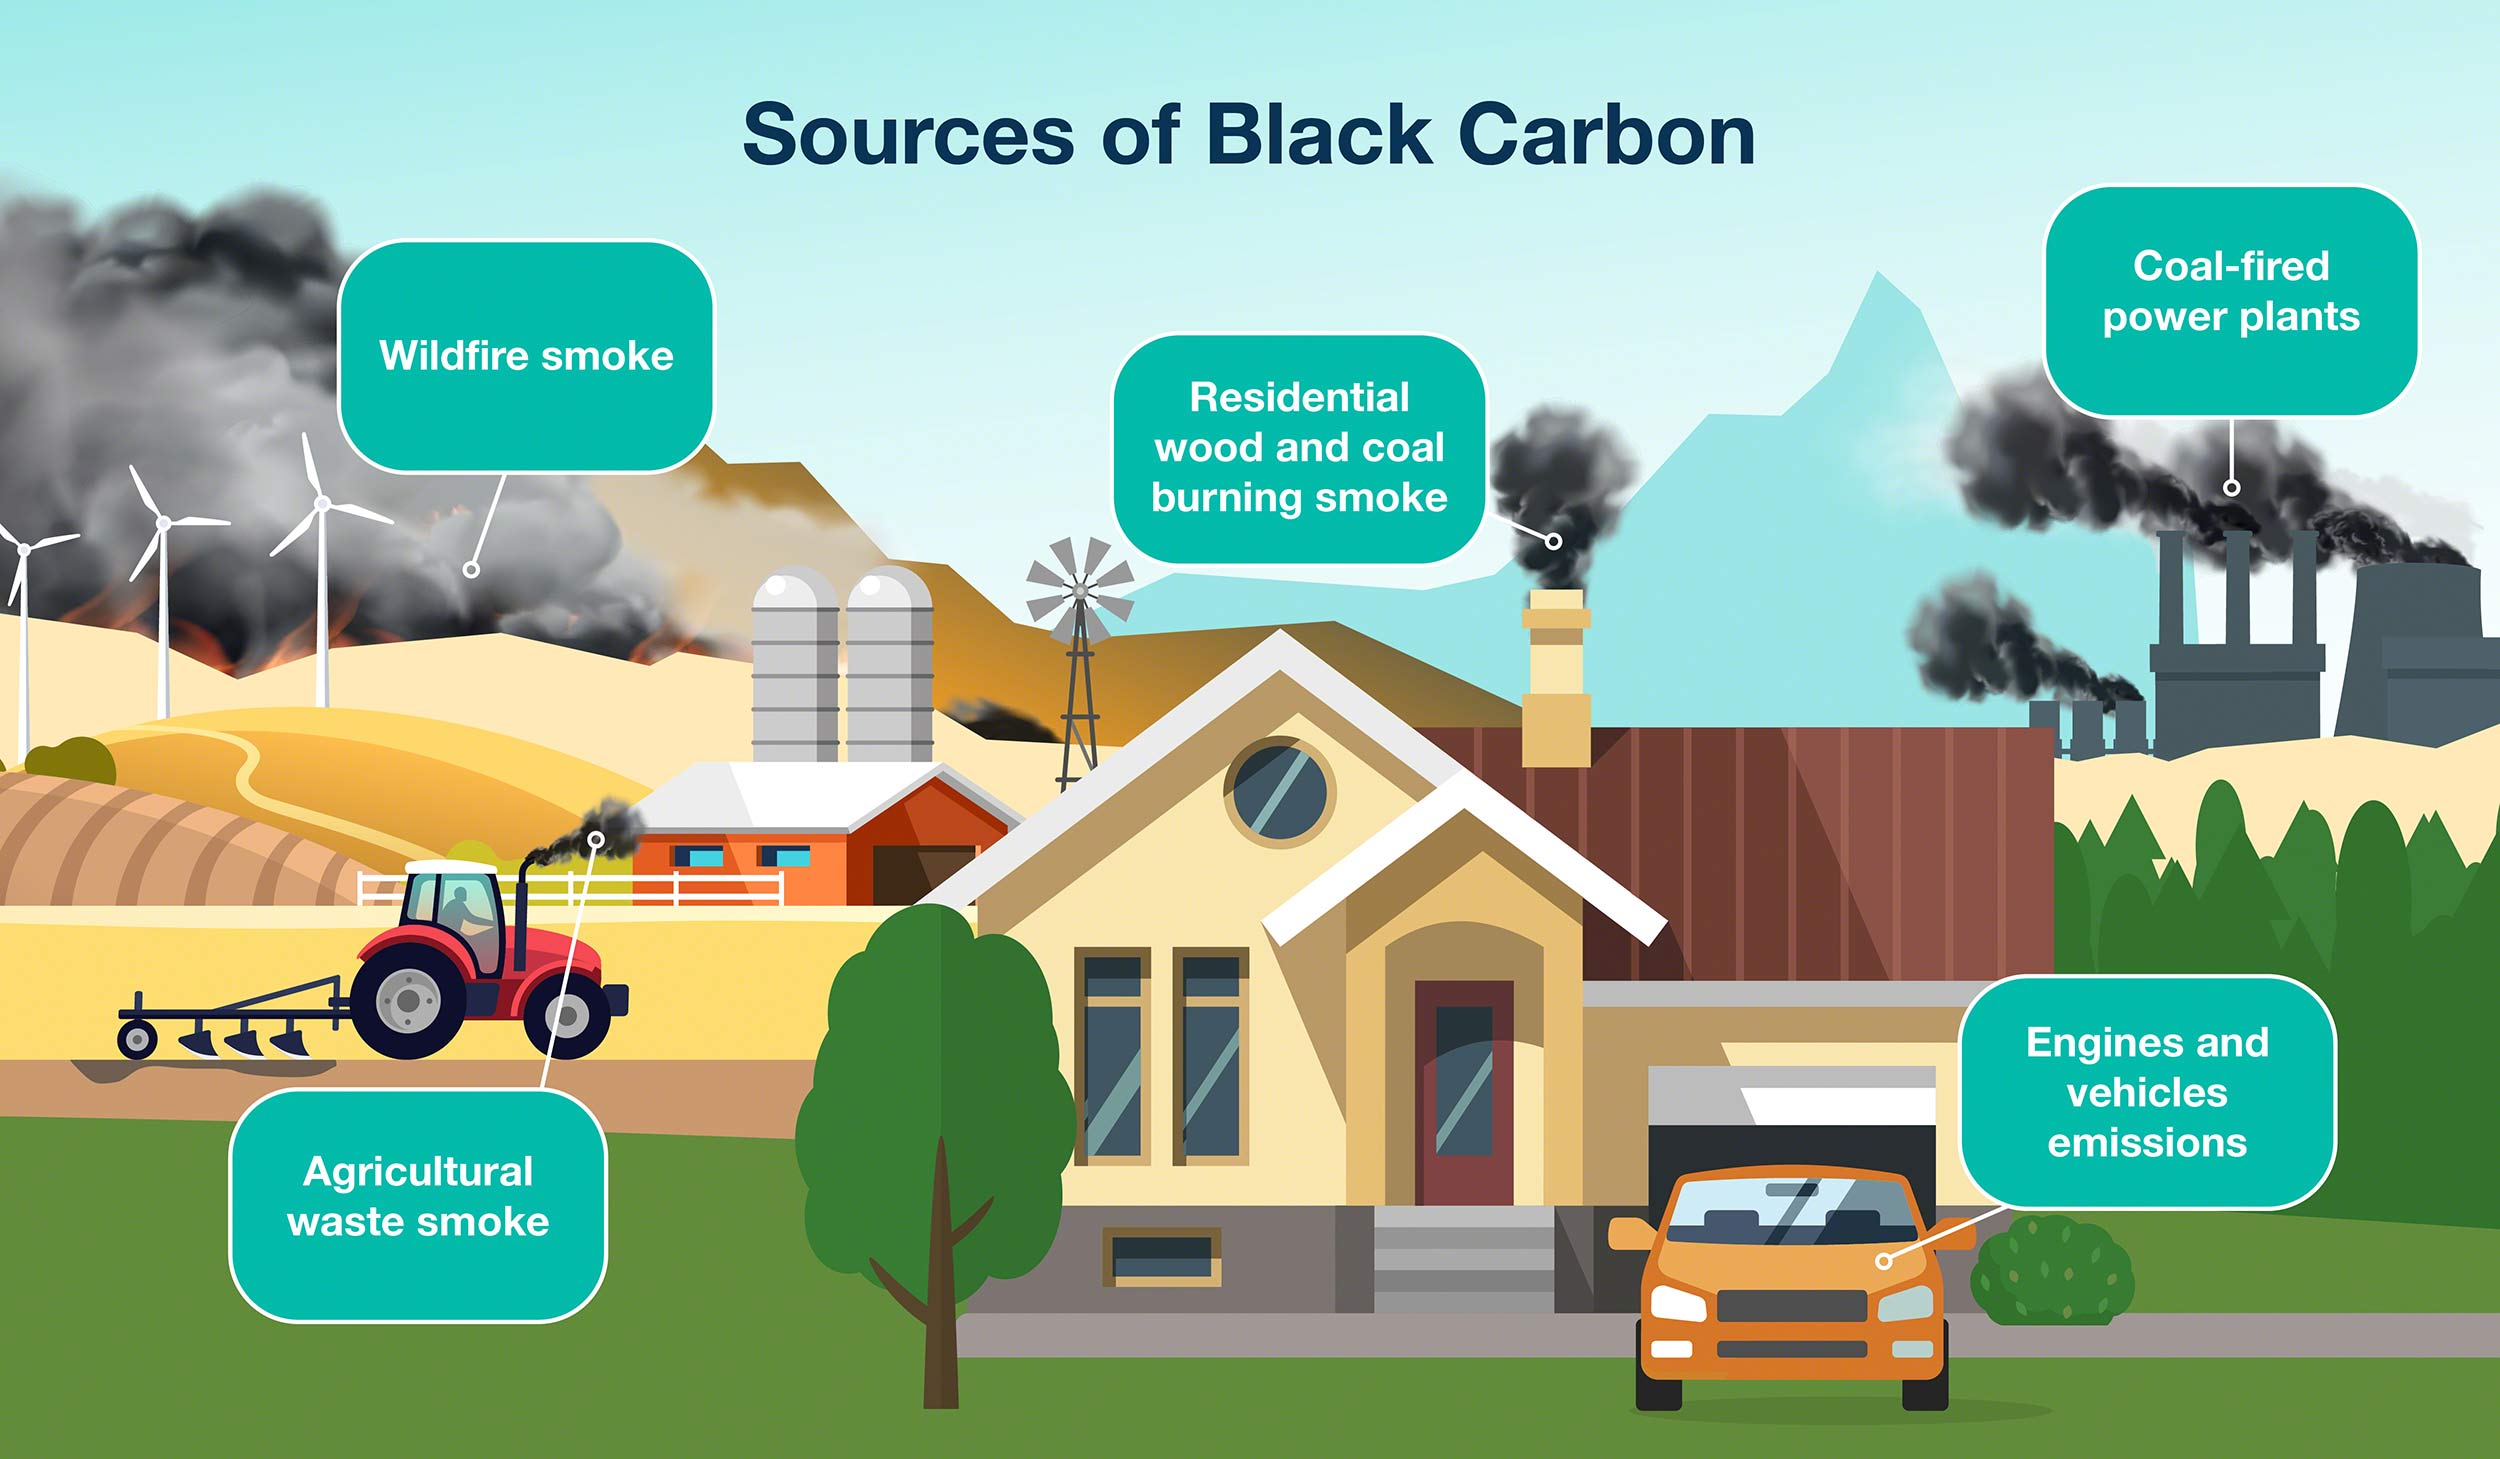 Sources of Black Carbon
Wildfire smoke
Residential
wood and coal
burning smoke
Coal-fired
power plants
Agricultural
waste smoke
Engines and
vehicles
emissions